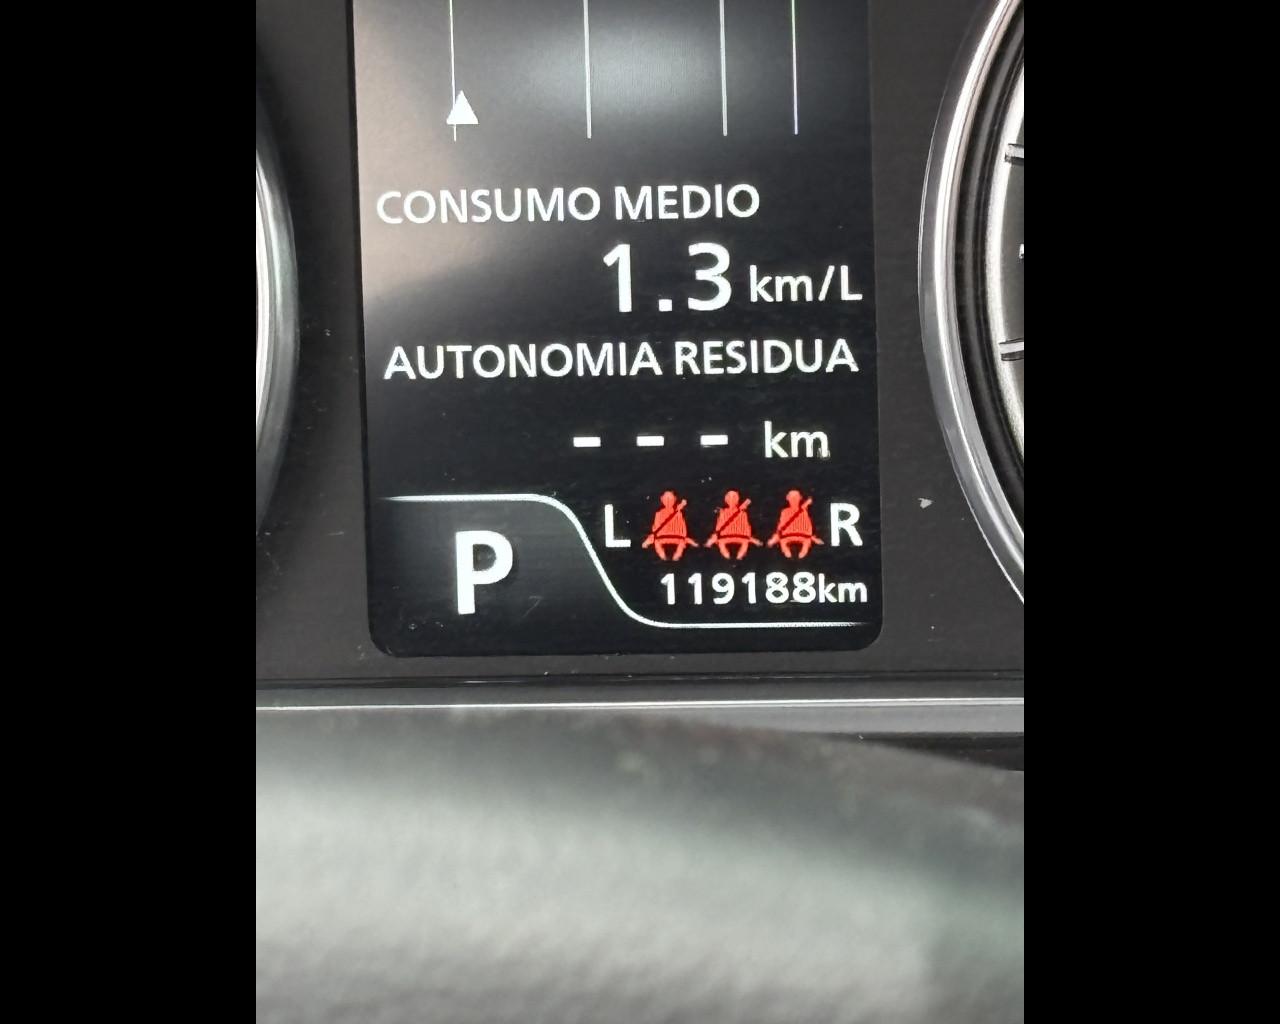 CONSUMO MEDIO
1.3 km/L
AUTONOMIA RESIDUA
--- km
L R
P
119188km